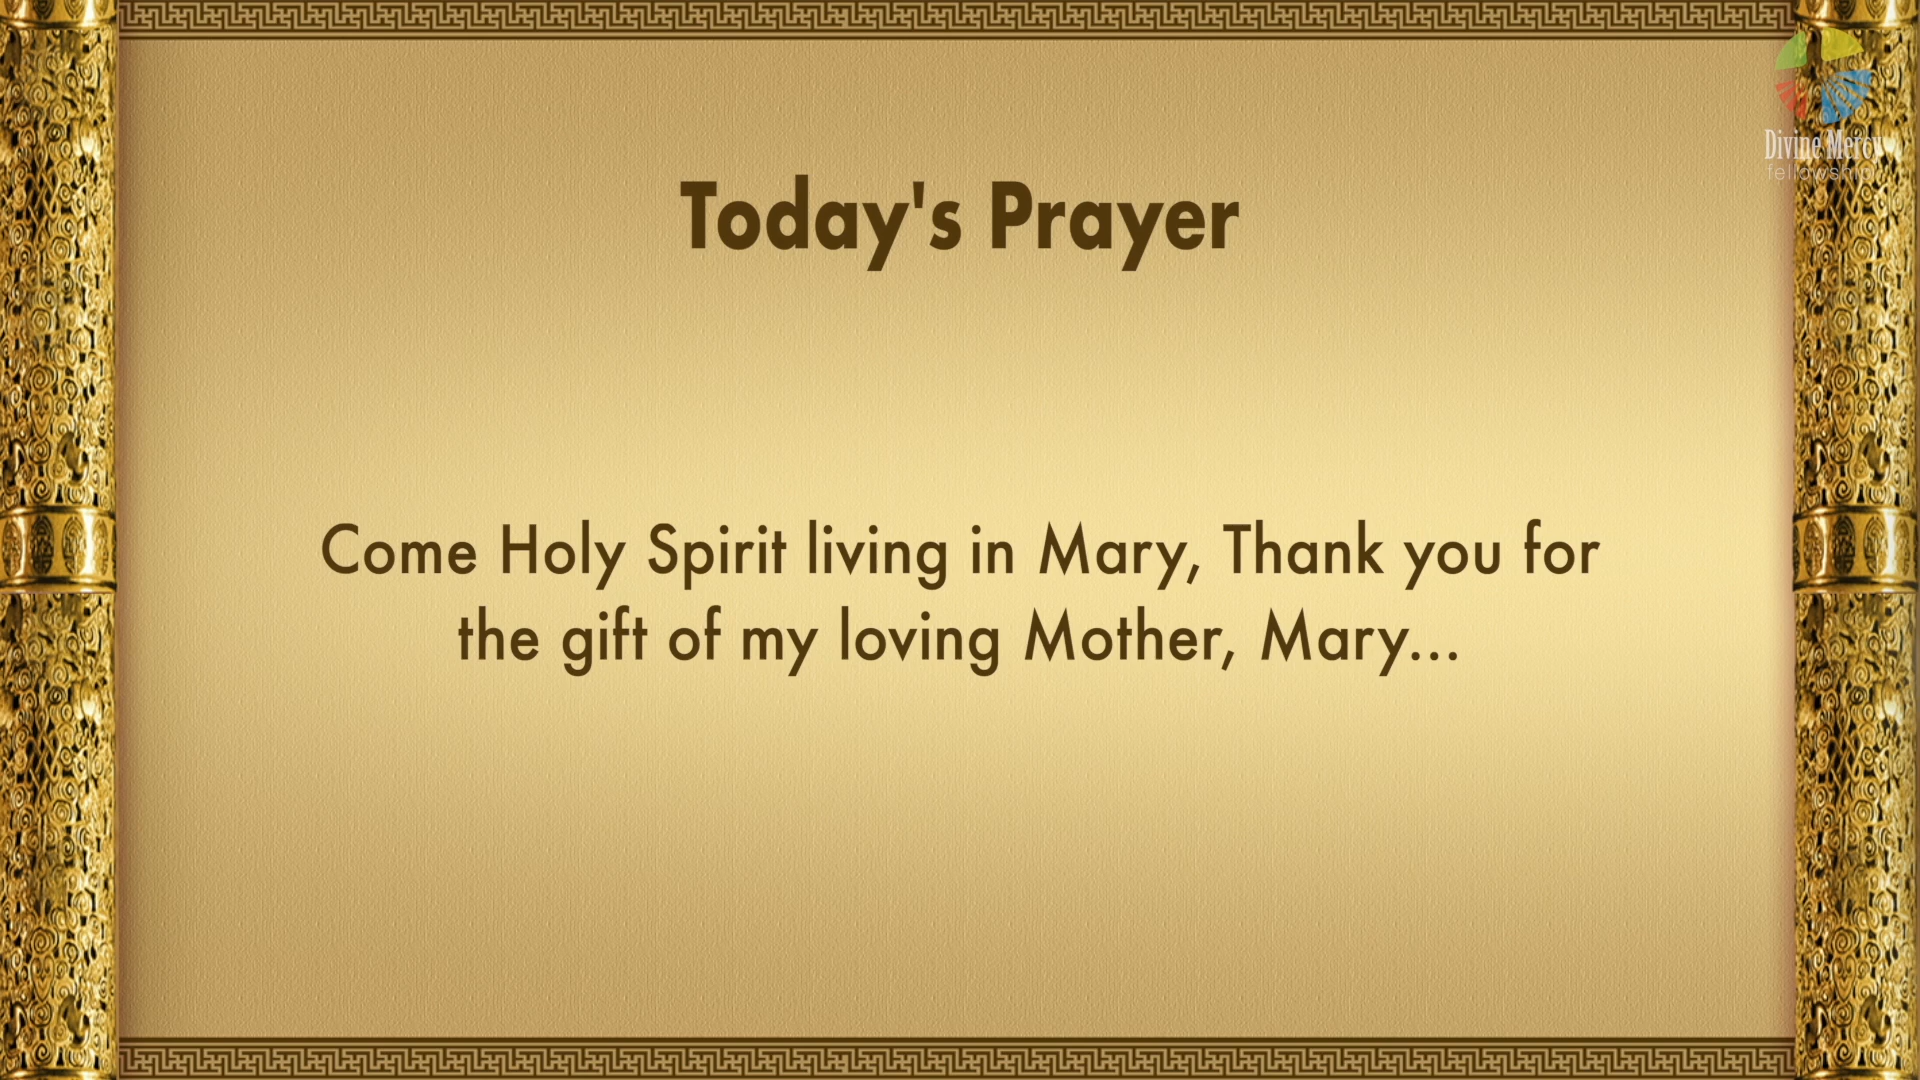 Divine Mercy
fellowship
Today's Prayer
Come Holy Spirit living in Mary, Thank you for
the gift of my loving Mother, Mary...